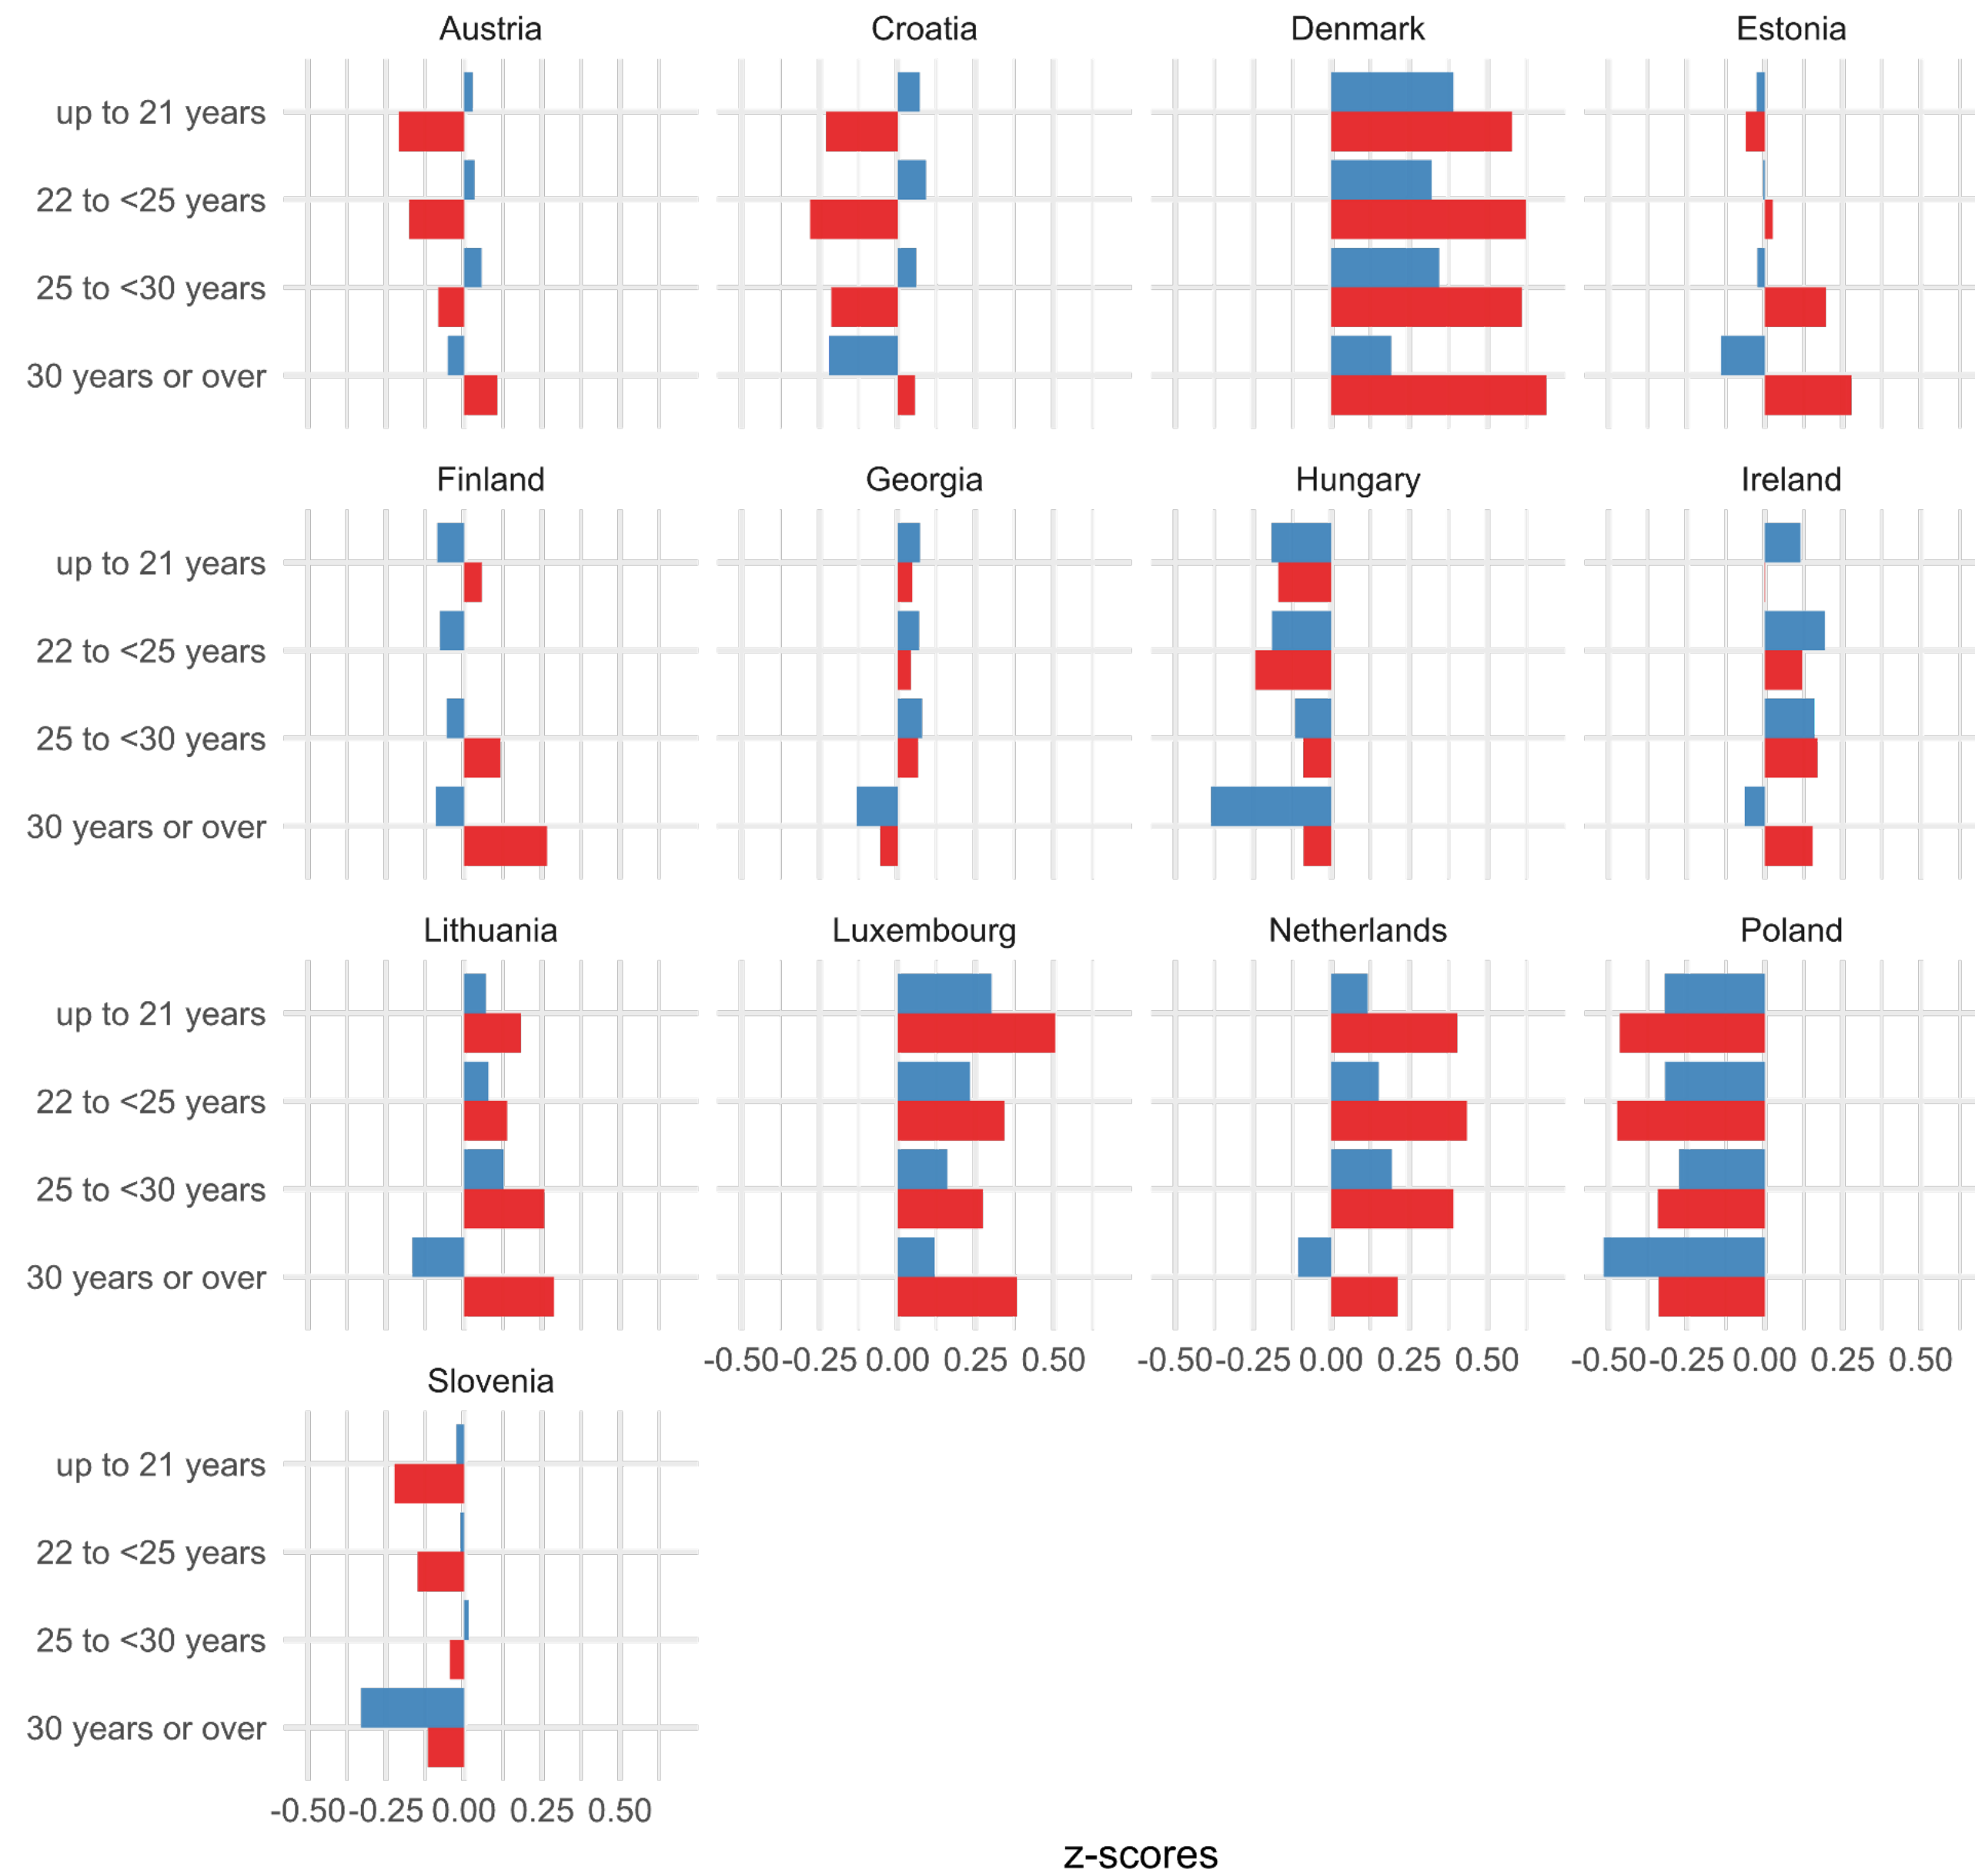 Austria Croatia Denmark Estonia
up to 21 years
22 to <25 years
25 to <30 years
30 years or over
Finland Georgia Hungary Ireland
up to 21 years
22 to <25 years
25 to <30 years
30 years or over
Lithuania Luxembourg Netherlands Poland
up to 21 years
22 to <25 years
25 to <30 years
30 years or over
-0.50 -0.25 0.00 0.25 0.50 -0.50 -0.25 0.00 0.25 0.50 -0.50 -0.25 0.00 0.25 0.50
Slovenia
up to 21 years
22 to <25 years
25 to <30 years
30 years or over
-0.50 -0.25 0.00 0.25 0.50
z-scores